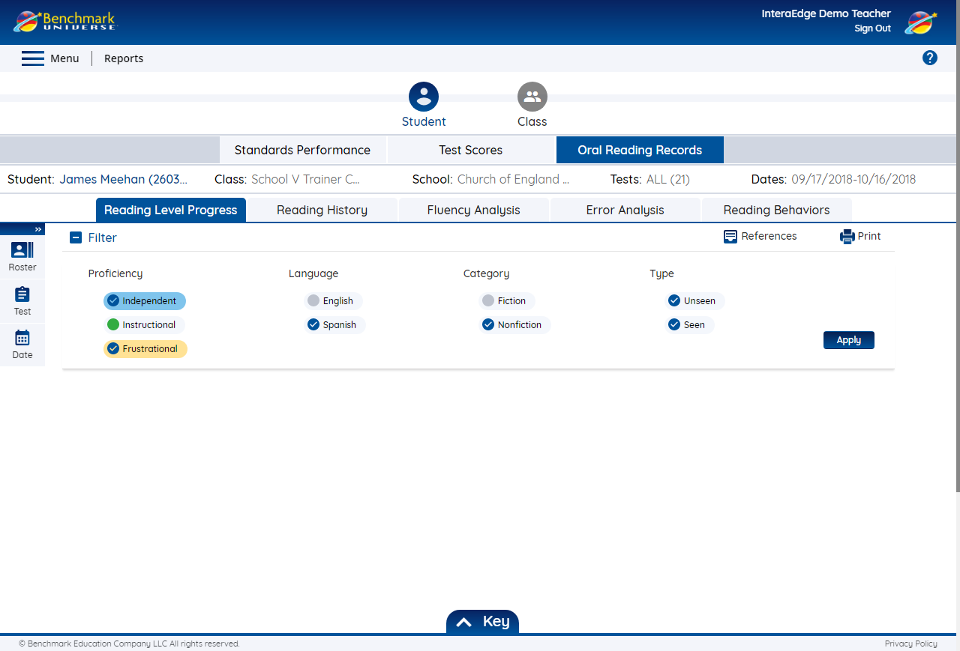 Benchmark
UNIVERSE
InteraEdge Demo Teacher
Sign Out
Menu
Reports
?
Student
Class
Standards Performance
Test Scores
Oral Reading Records
Student: James Meehan (2603...
Class: School V Trainer C...
School: Church of England ...
Tests: ALL (21)
Dates: 09/17/2018-10/16/2018
Reading Level Progress
Reading History
Fluency Analysis
Error Analysis
Reading Behaviors
»
Roster
Test
Date
Filter
References
Print
Proficiency
Independent
Instructional
Frustrational
Language
English
Spanish
Category
Fiction
Nonfiction
Type
Unseen
Seen
Apply
Key
© Benchmark Education Company LLC All rights reserved.
Privacy Policy